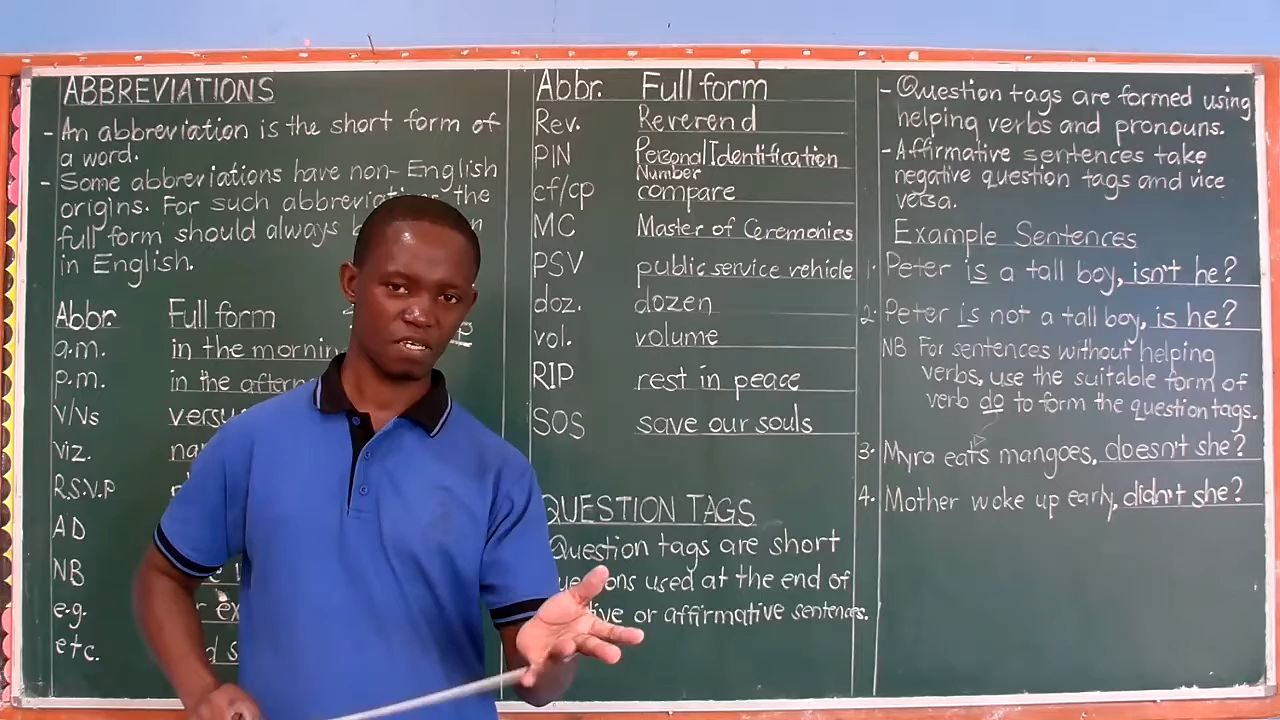 ABBREVIATIONS
- An abbreviation is the short form of
a word.
- Some abbreviations have non-English
origins. For such abbreviations the
full form should always
in English.
Abbr. Full form
a.m. in the morning
p.m. in the
v/vs versus
viz.
R.S.V.P
AD
NB
e.g.
etc.
Abbr. Full form
Rev. Reverend
PIN Personal Identification
Number
cf/cp compare
MC Master of Ceremonies
PSV public service vehicle
doz. dozen
vol. volume
RIP rest in peace
SOS save our souls
QUESTION TAGS
Question tags are short
questions used at the end of
or affirmative sentences.
- Question tags are formed using
helping verbs and pronouns.
- Affirmative sentences take
negative question tags and vice
versa.
Example Sentences
1. Peter is a tall boy, isn't he?
2. Peter is not a tall boy, is he?
NB For sentences without helping
verbs, use the suitable form of
verb do to form the question tags.
3. Myra eats mangoes, doesn't she?
4. Mother woke up early, didn't she?